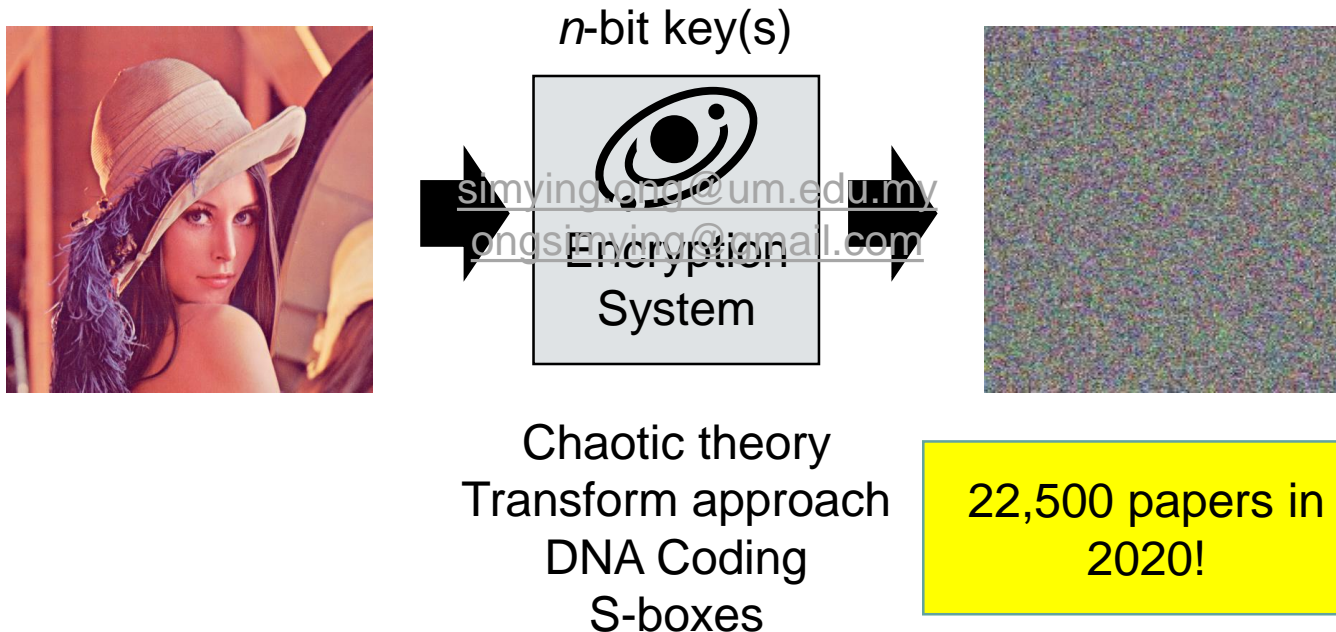 n-bit key(s)
simying.ong@um.edu.my
ongsimying@gmail.com
Encryption
System
Chaotic theory
Transform approach
DNA Coding
S-boxes
22,500 papers in
2020!